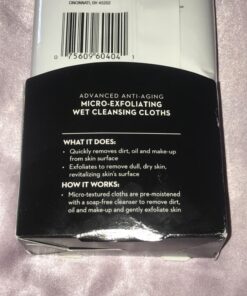 CINCINNATI, OH 45202
0 75609 60404 1
ADVANCED ANTI-AGING
MICRO-EXFOLIATING
WET CLEANSING CLOTHS
WHAT IT DOES:
• Quickly removes dirt, oil and make-up
from skin surface
• Exfoliates to remove dull, dry skin,
revitalizing skin's surface
HOW IT WORKS:
• Micro-textured cloths are pre-moistened
with a soap-free cleanser to remove dirt,
oil and make-up and gently exfoliate skin